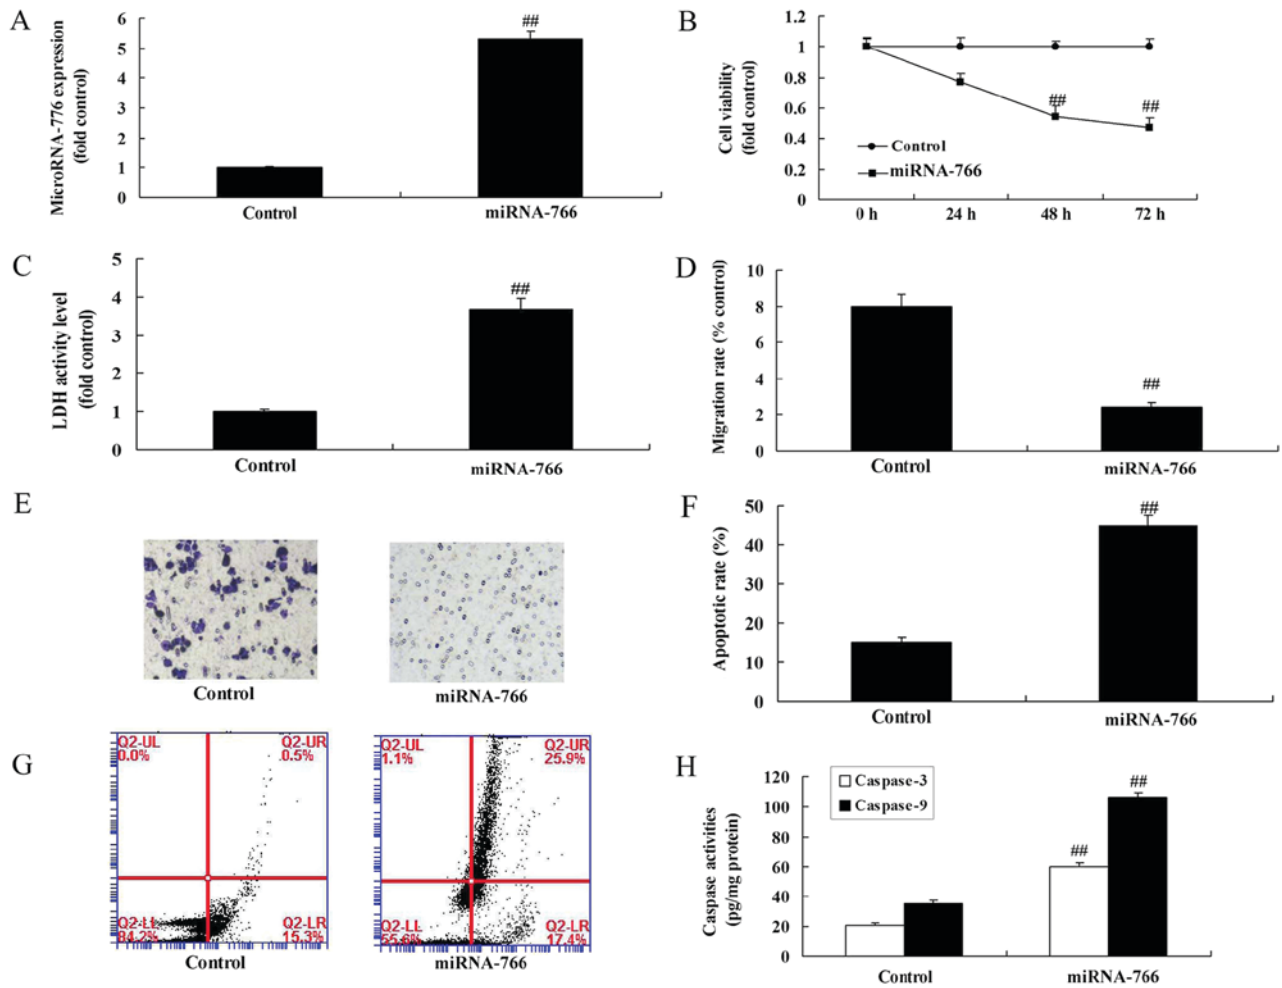 A
MicroRNA-776 expression
(fold control)
6
5
4
3
2
1
0
##
Control
miRNA-766
B
Cell viability
(fold control)
1.2
1
0.8
0.6
0.4
0.2
0
##
##
Control
miRNA-766
0 h
24 h
48 h
72 h
C
LDH activity level
(fold control)
5
4
3
2
1
0
##
Control
miRNA-766
D
Migration rate (% control)
10
8
6
4
2
0
##
Control
miRNA-766
E
Control
miRNA-766
F
Apoptotic rate (%)
50
40
30
20
10
0
##
Control
miRNA-766
G
Q2-UL
0.0%
Q2-UR
0.5%
Q2-LL
84.2%
Q2-LR
15.3%
Control
Q2-UL
1.1%
Q2-UR
25.9%
Q2-LL
55.6%
Q2-LR
17.4%
miRNA-766
H
Caspase activities
(pg/mg protein)
120
100
80
60
40
20
0
Caspase-3
Caspase-9
##
##
Control
miRNA-766